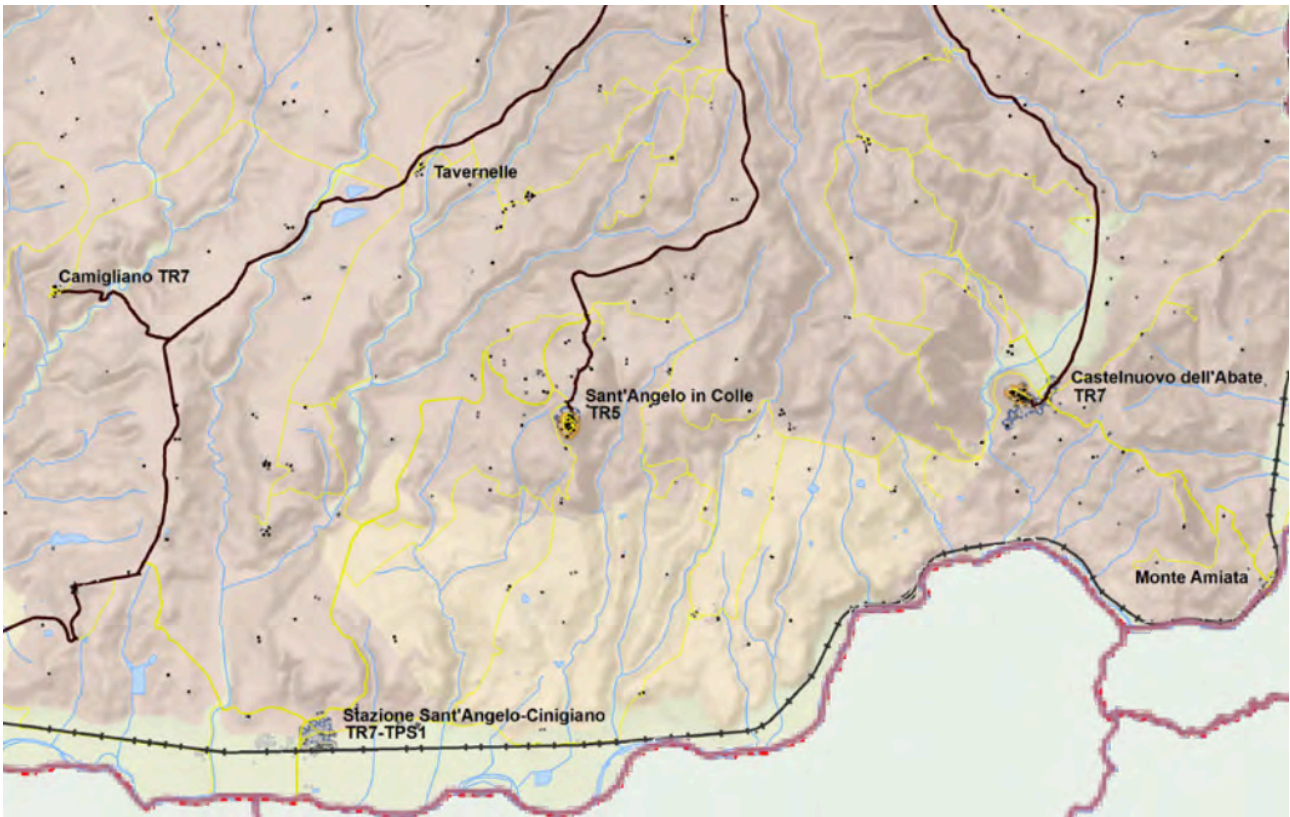 Tavernelle
Camigliano TR7
Sant'Angelo in Colle
TR5
Castelnuovo dell'Abate
TR7
Monte Amiata
Stazione Sant'Angelo-Cinigiano
TR7-TPS1